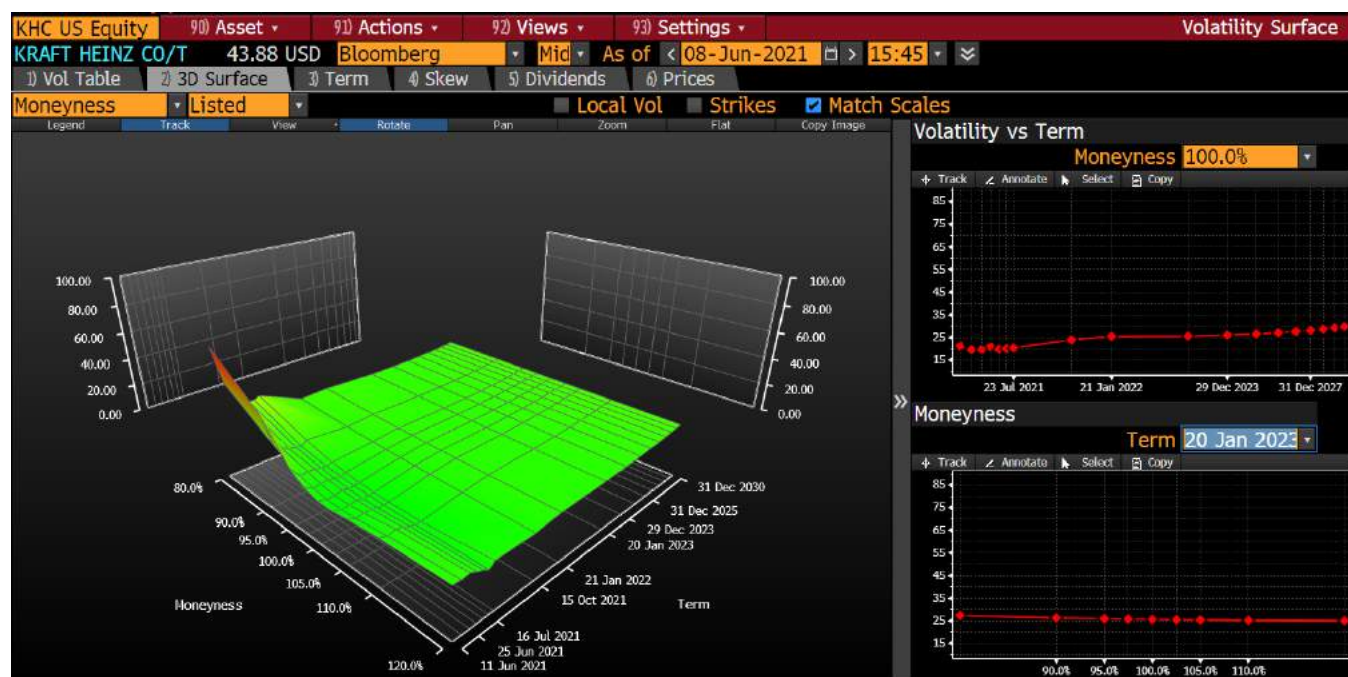 KHC US Equity 90) Asset 91) Actions 92) Views 93) Settings Volatility Surface
KRAFT HEINZ CO/T 43.88 USD Bloomberg Mid As of < 08-Jun-2021 > 15:45
1) Vol Table 2) 3D Surface 3) Term 4) Skew 5) Dividends 6) Prices
Moneyness Listed Local Vol Strikes Match Scales
Legend Track View Rotate Pan Zoom Flat Copy Image
100.00
80.00
60.00
40.00
20.00
0.00
100.00
80.00
60.00
40.00
20.00
0.00
80.0%
90.0%
95.0%
100.0%
105.0%
110.0%
120.0%
Moneyness
31 Dec 2030
31 Dec 2025
29 Dec 2023
20 Jan 2023
21 Jan 2022
15 Oct 2021
16 Jul 2021
25 Jun 2021
11 Jun 2021
Term
»
Volatility vs Term
Moneyness 100.0%
Track Annotate Select Copy
85
75
65
55
45
35
25
15
23 Jul 2021 21 Jan 2022 29 Dec 2023 31 Dec 2027
Moneyness
Term 20 Jan 2023
Track Annotate Select Copy
85
75
65
55
45
35
25
15
90.0% 95.0% 100.0% 105.0% 110.0%